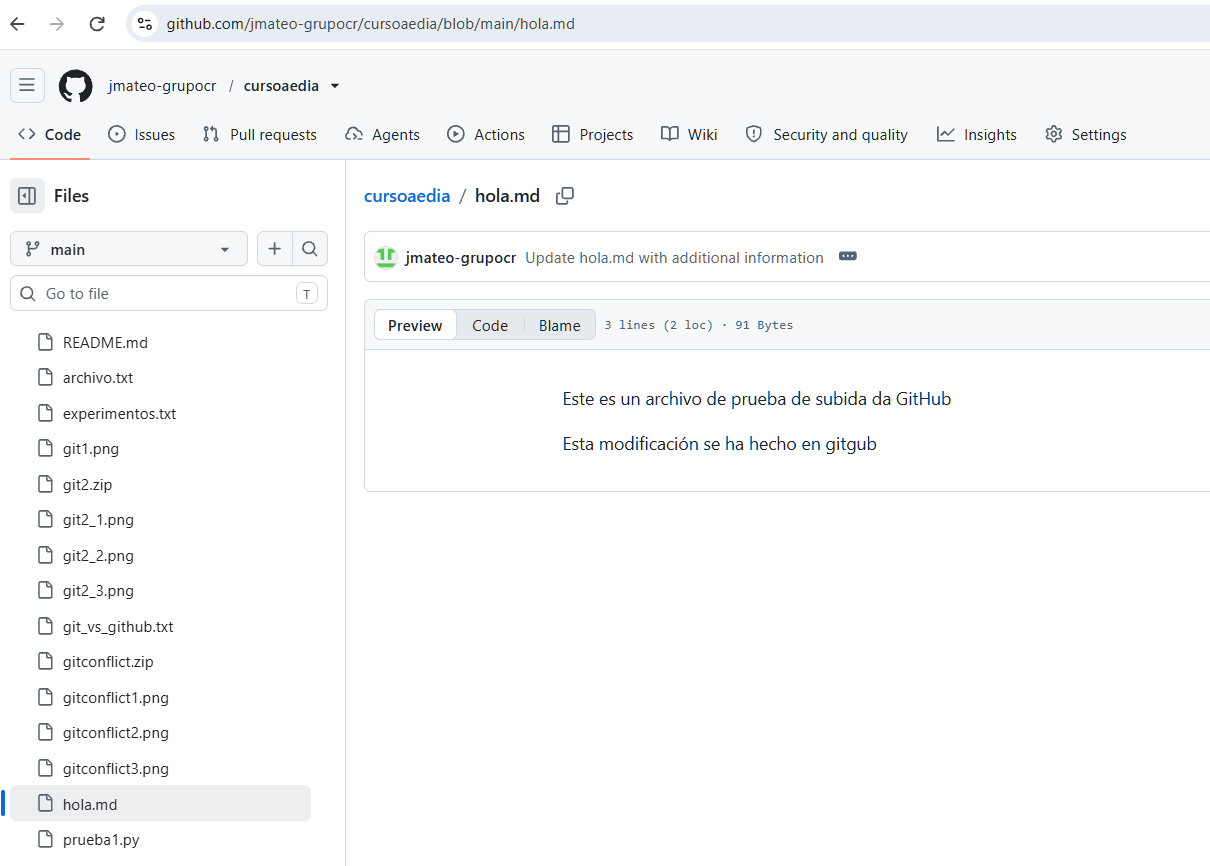 github.com/jmateo-grupocr/cursoaedia/blob/main/hola.md
jmateo-grupocr / cursoaedia
Code Issues Pull requests Agents Actions Projects Wiki Security and quality Insights Settings
Files
main
Go to file T
README.md
archivo.txt
experimentos.txt
git1.png
git2.zip
git2_1.png
git2_2.png
git2_3.png
git_vs_github.txt
gitconflict.zip
gitconflict1.png
gitconflict2.png
gitconflict3.png
hola.md
prueba1.py
cursoaedia / hola.md
jmateo-grupocr Update hola.md with additional information
Preview Code Blame 3 lines (2 loc) · 91 Bytes
Este es un archivo de prueba de subida da GitHub
Esta modificación se ha hecho en gitgub